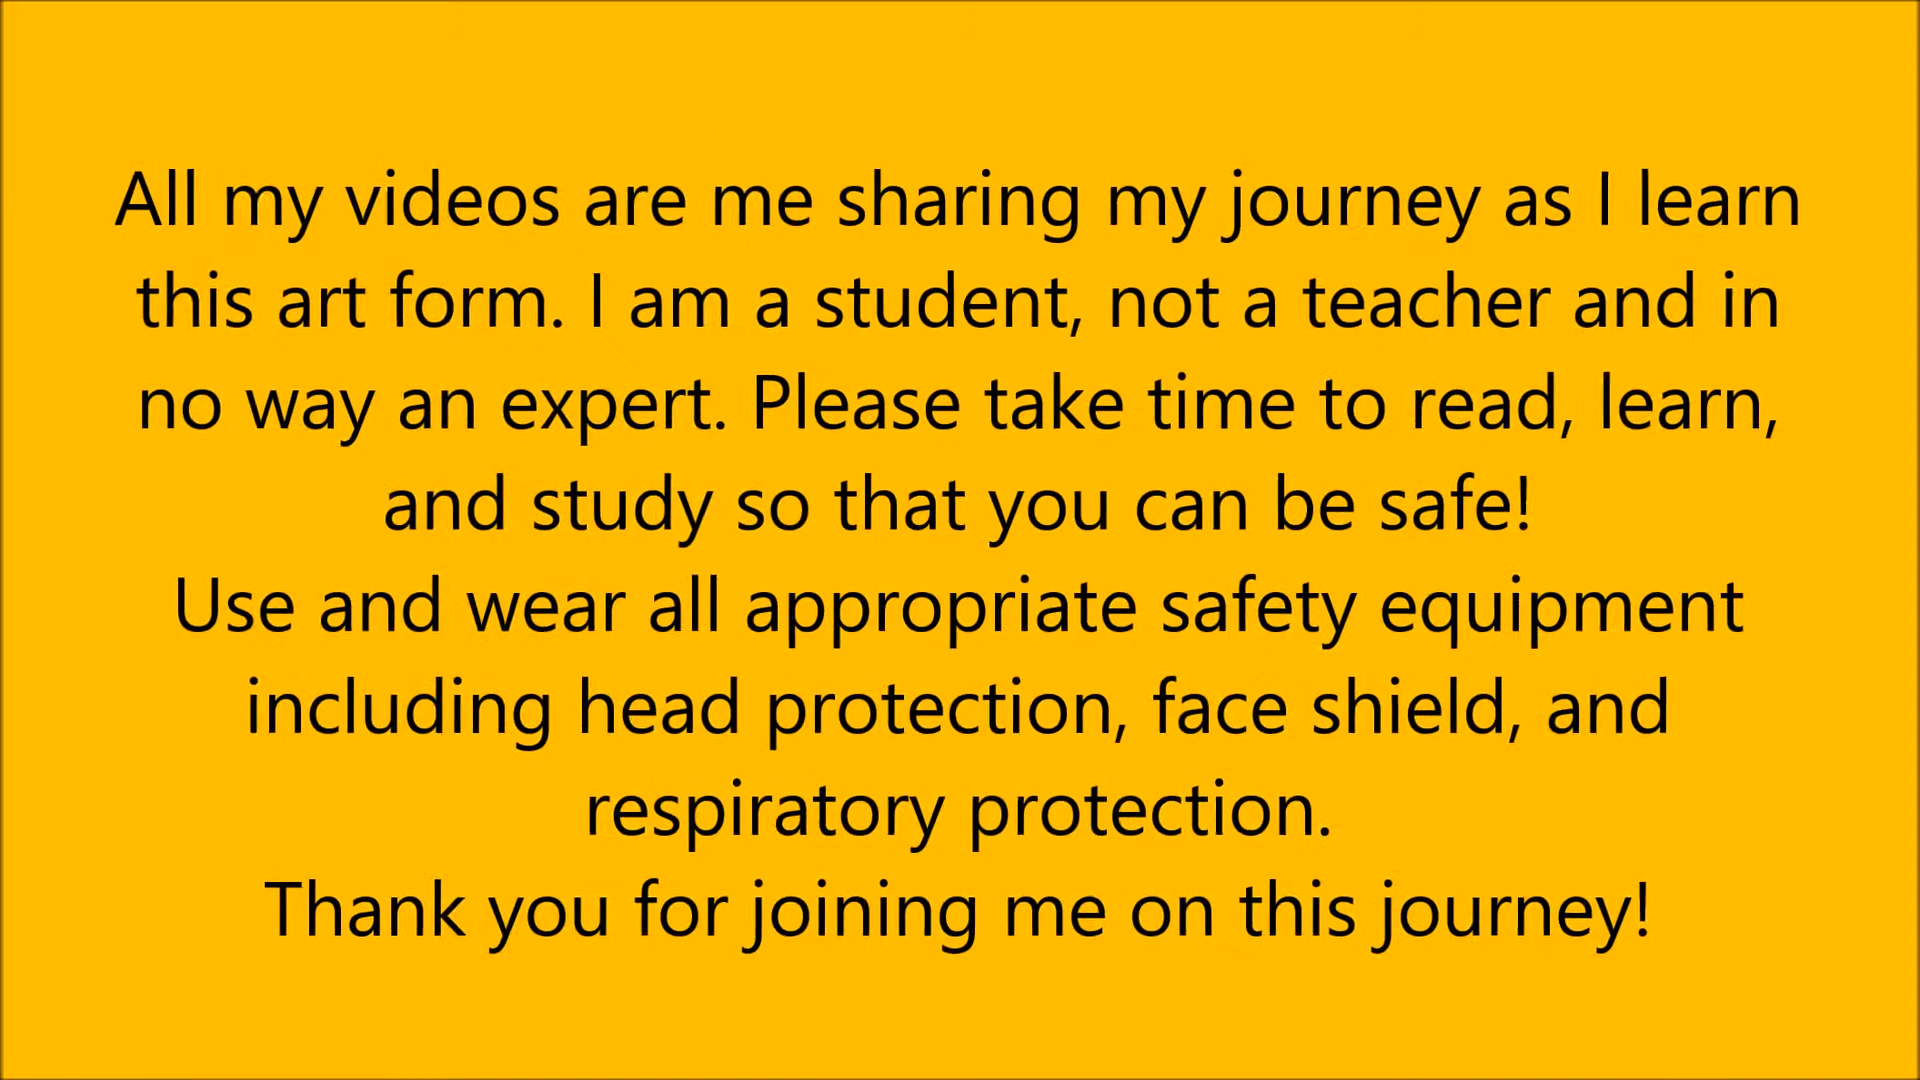 All my videos are me sharing my journey as I learn
this art form. I am a student, not a teacher and in
no way an expert. Please take time to read, learn,
and study so that you can be safe!
Use and wear all appropriate safety equipment
including head protection, face shield, and
respiratory protection.
Thank you for joining me on this journey!